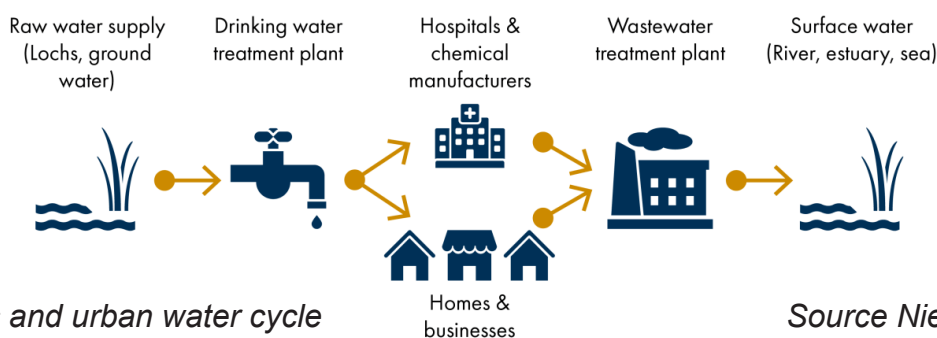 Raw water supply
(Lochs, ground
water)
Drinking water
treatment plant
Hospitals &
chemical
manufacturers
Wastewater
treatment plant
Surface water
(River, estuary, sea)
Homes &
businesses
and urban water cycle
Source